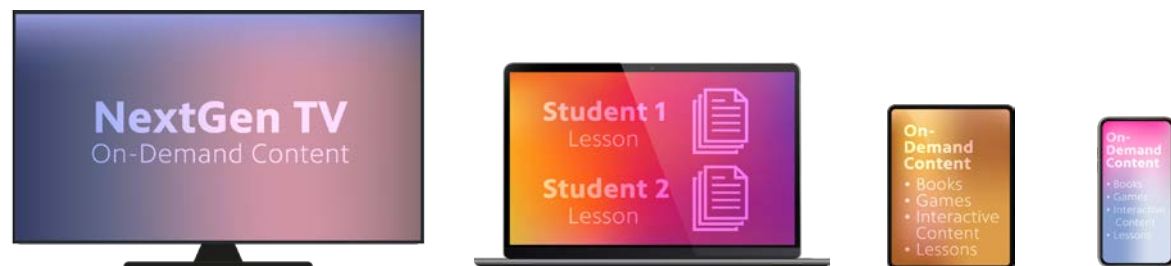 NextGen TV
On-Demand Content
Student 1
Lesson
Student 2
Lesson
On-
Demand
Content
• Books
• Games
• Interactive
Content
• Lessons
On-
Demand
Content
• Books
• Games
• Interactive
Content
• Lessons